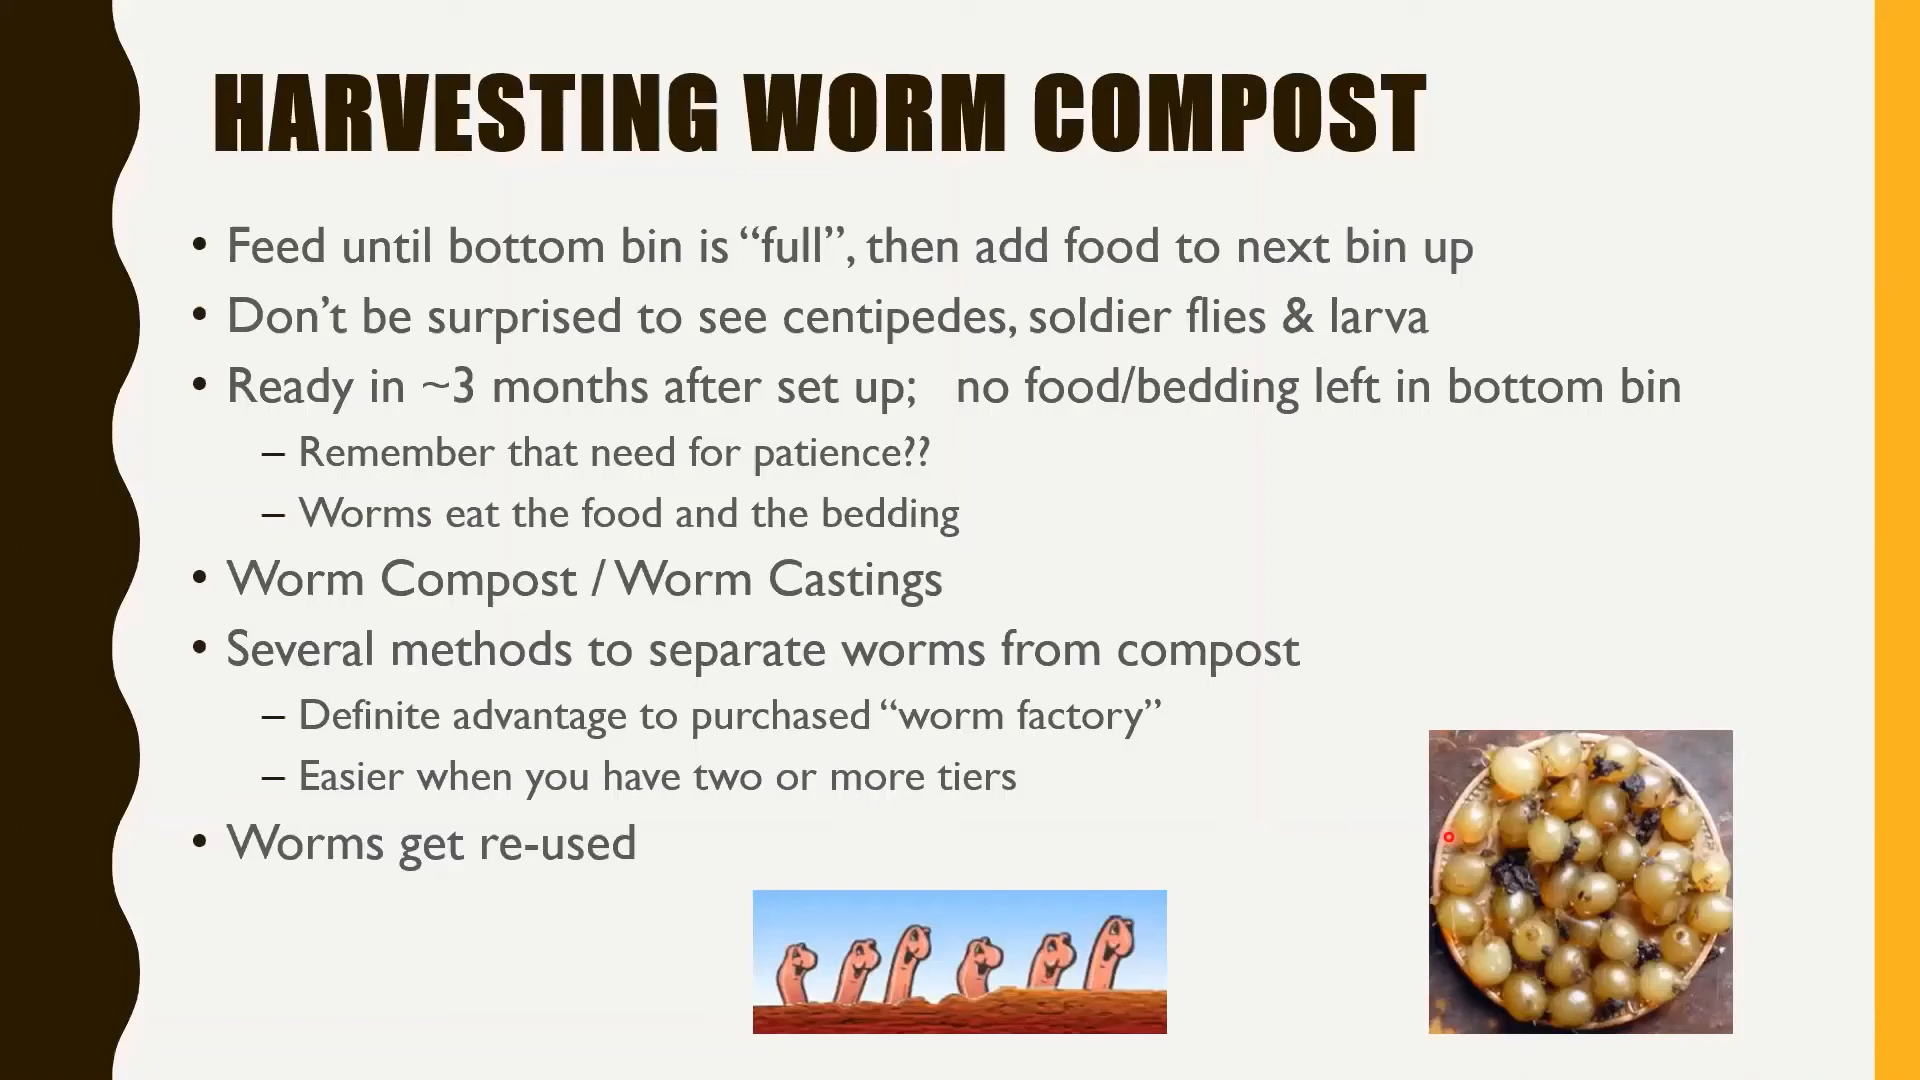 HARVESTING WORM COMPOST
• Feed until bottom bin is “full”, then add food to next bin up
• Don’t be surprised to see centipedes, soldier flies & larva
• Ready in ~3 months after set up;   no food/bedding left in bottom bin
– Remember that need for patience??
– Worms eat the food and the bedding
• Worm Compost / Worm Castings
• Several methods to separate worms from compost
– Definite advantage to purchased “worm factory”
– Easier when you have two or more tiers
• Worms get re-used